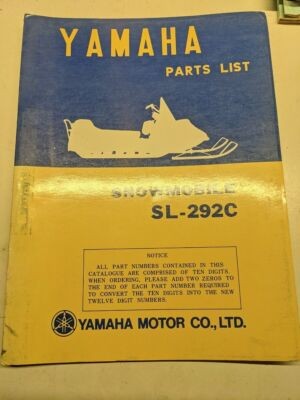 YAMAHA
PARTS LIST
SNOW MOBILE
SL-292C
NOTICE
ALL PART NUMBERS CONTAINED IN THIS
CATALOGUE ARE COMPRISED OF TEN DIGITS.
WHEN ORDERING, PLEASE ADD TWO ZEROS TO
THE END OF EACH PART NUMBER REQUIRED
TO CONVERT THE TEN DIGITS INTO THE NEW
TWELVE DIGIT NUMBERS.
YAMAHA MOTOR CO., LTD.